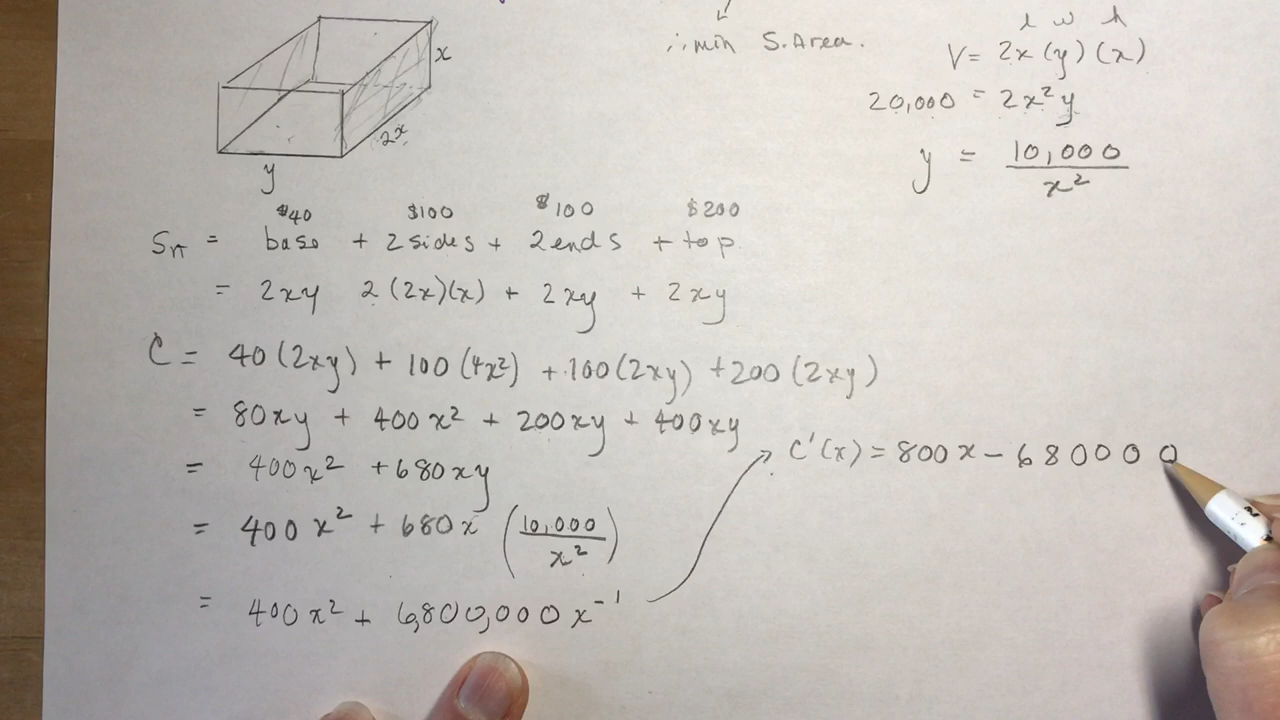 l w h
∴ min S. Area.
V = 2x (y) (x)
x
20,000 = 2x²y
2x
y = 10,000 / x²
y
$40 $100 $100 $200
S_T = base + 2 sides + 2 ends + top
= 2xy 2 (2x)(x) + 2xy + 2xy
C = 40 (2xy) + 100 (4x²) + 100 (2xy) + 200 (2xy)
= 80xy + 400x² + 200xy + 400xy
C'(x) = 800x - 680000
= 400x² + 680xy
= 400x² + 680x (10,000 / x²)
= 400x² + 6,800,000x⁻¹